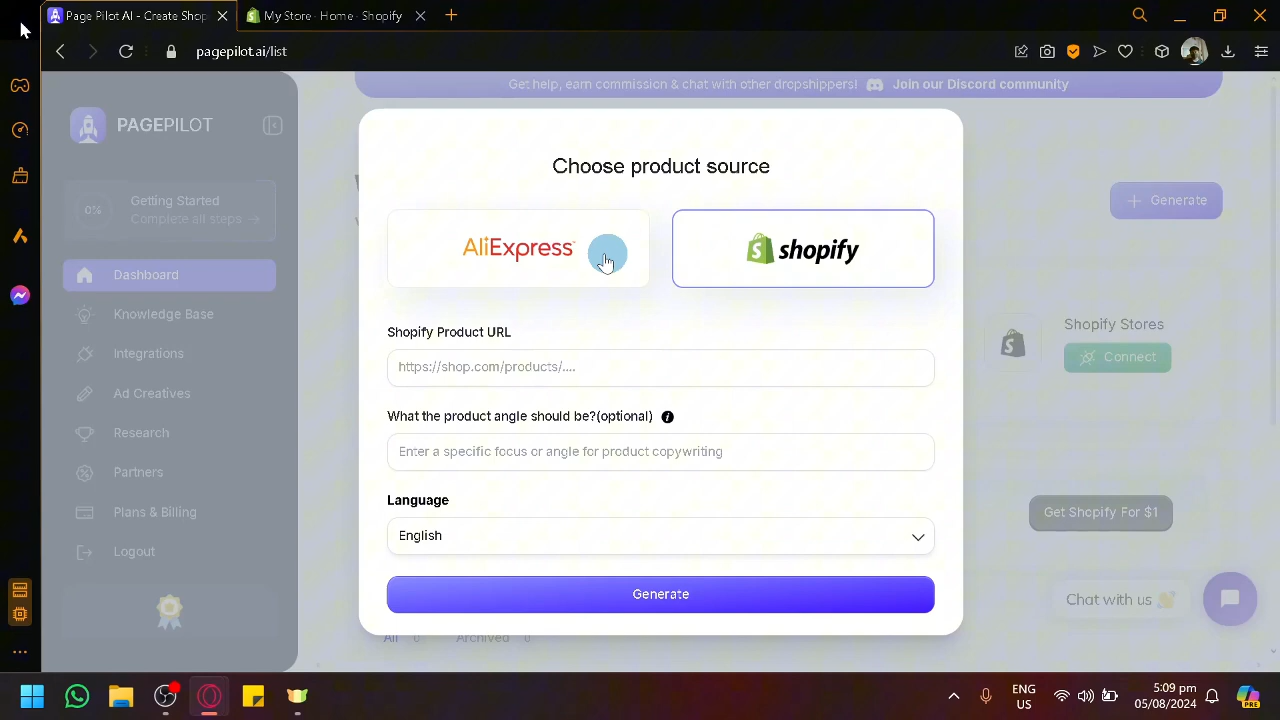 Page Pilot AI - Create Shop
My Store - Home - Shopify
pagepilot.ai/list
Get help, earn commission & chat with other dropshippers! Join our Discord community
PAGEPILOT
Choose product source
0%
Getting Started
Complete all steps →
Generate
AliExpress
shopify
Dashboard
Knowledge Base
Shopify Product URL
Shopify Stores
Integrations
https://shop.com/products/....
Connect
Ad Creatives
What the product angle should be?(optional)
Research
Enter a specific focus or angle for product copywriting
Partners
Language
Plans & Billing
English
Get Shopify For $1
Logout
Generate
Chat with us
All 0 Archived 0
ENG
US
5:09 pm
05/08/2024
PRE